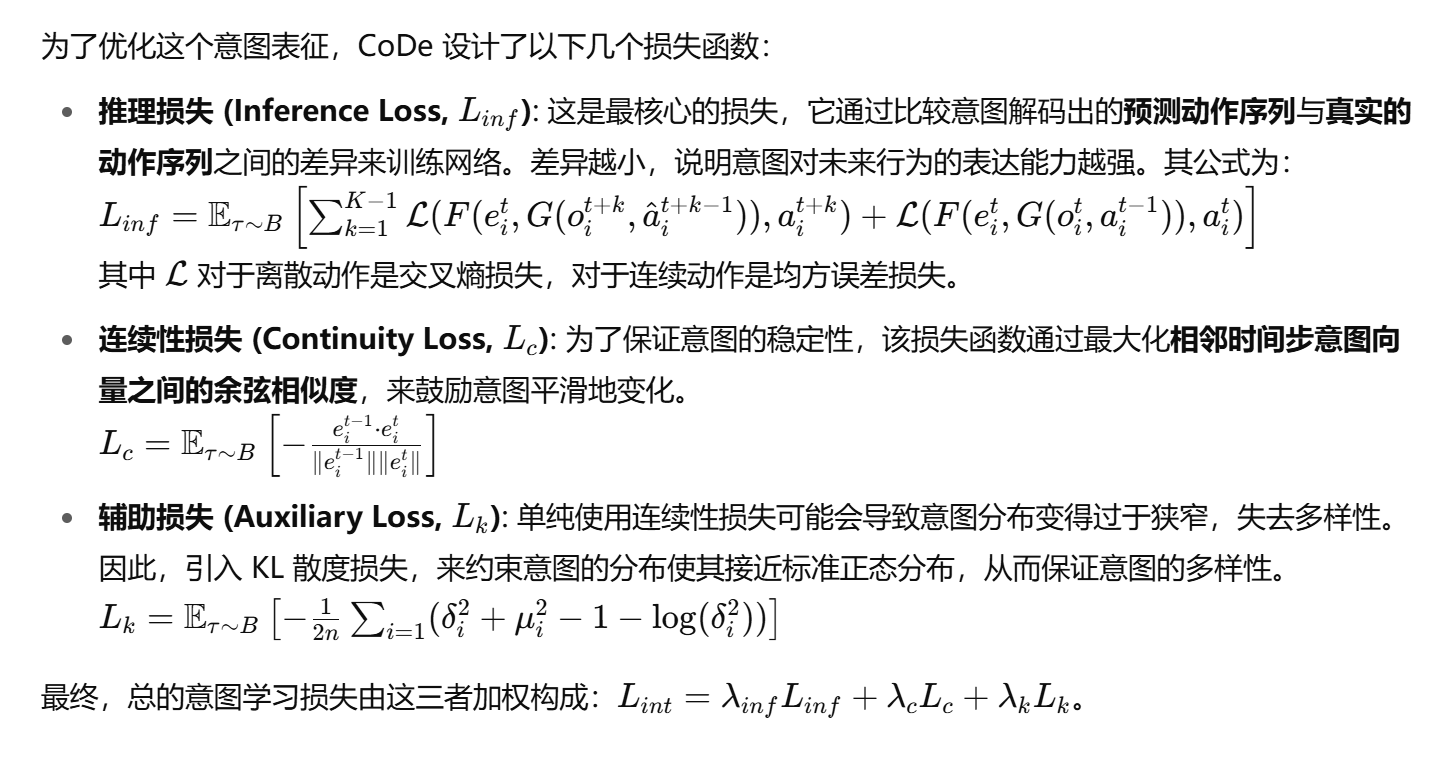 为了优化这个意图表征，CoDe 设计了以下几个损失函数：
• 推理损失 (Inference Loss, $L_{inf}$): 这是最核心的损失，它通过比较意图解码出的预测动作序列与真实的
动作序列之间的差异来训练网络。差异越小，说明意图对未来行为的表达能力越强。其公式为：
$L_{inf} = \mathbb{E}_{\tau \sim B} \left[ \sum_{k=1}^{K-1} \mathcal{L}(F(e_i^t, G(o_i^{t+k}, \hat{a}_i^{t+k-1})), a_i^{t+k}) + \mathcal{L}(F(e_i^t, G(o_i^t, a_i^{t-1})), a_i^t) \right]$
其中 $\mathcal{L}$ 对于离散动作是交叉熵损失，对于连续动作是均方误差损失。
• 连续性损失 (Continuity Loss, $L_c$): 为了保证意图的稳定性，该损失函数通过最大化相邻时间步意图向
量之间的余弦相似度，来鼓励意图平滑地变化。
$L_c = \mathbb{E}_{\tau \sim B} \left[ -\frac{e_i^{t-1} \cdot e_i^t}{\|e_i^{t-1}\| \|e_i^t\|} \right]$
• 辅助损失 (Auxiliary Loss, $L_k$): 单纯使用连续性损失可能会导致意图分布变得过于狭窄，失去多样性。
因此，引入 KL 散度损失，来约束意图的分布使其接近标准正态分布，从而保证意图的多样性。
$L_k = \mathbb{E}_{\tau \sim B} \left[ -\frac{1}{2n} \sum_{i=1} (\delta_i^2 + \mu_i^2 - 1 - \log(\delta_i^2)) \right]$
最终，总的意图学习损失由这三者加权构成：$L_{int} = \lambda_{inf} L_{inf} + \lambda_c L_c + \lambda_k L_k$。